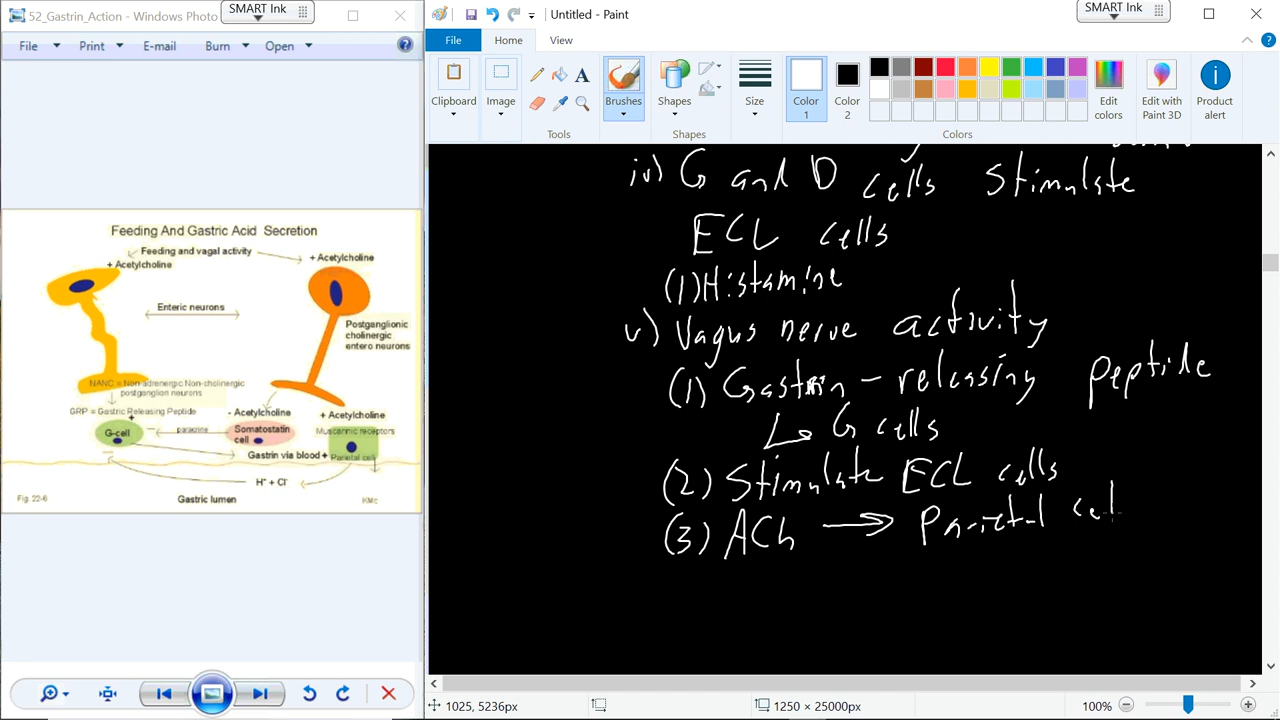 52_Gastrin_Action - Windows Photo
SMART Ink
File Print E-mail Burn Open
Feeding And Gastric Acid Secretion
Feeding and vagal activity
+ Acetylcholine
+ Acetylcholine
Enteric neurons
Postganglionic
cholinergic
entero neurons
NANC = Non adrenergic Non-cholinergic
postganglion neurons
GRP = Gastric Releasing Peptide
- Acetylcholine
+ Acetylcholine
+
Muscarinic receptors
G-cell
paracrine
Somatostatin
cell
Gastrin via blood +
Parietal cell
H+ + Cl-
Fig 22-6
Gastric lumen
KMc
Untitled - Paint
SMART Ink
File Home View
Clipboard
Image
Tools
Brushes
Shapes
Shapes
Size
Color
1
Color
2
Colors
Edit
colors
Edit with
Paint 3D
Product
alert
iv) G and D cells stimulate
ECL cells
(1) Histamine
v) Vagus nerve activity
(1) Gastrin - releasing peptide
↳ G cells
(2) Stimulate ECL cells
(3) ACh → Parietal cel
1025, 5236px
1250 × 25000px
100%